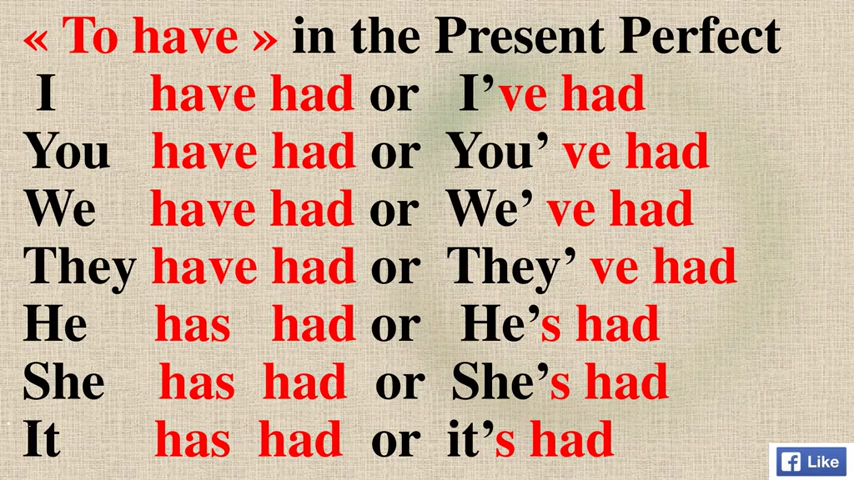 « To have » in the Present Perfect
I have had or I’ve had
You have had or You’ ve had
We have had or We’ ve had
They have had or They’ ve had
He has had or He’s had
She has had or She’s had
It has had or it’s had
Like